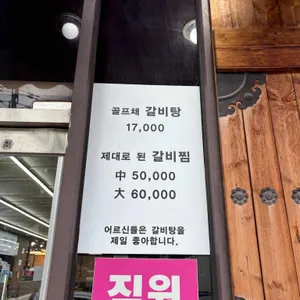 골프채 갈비탕
17,000
제대로 된 갈비찜
中 50,000
大 60,000
어르신들은 갈비탕을
제일 좋아합니다.
직원